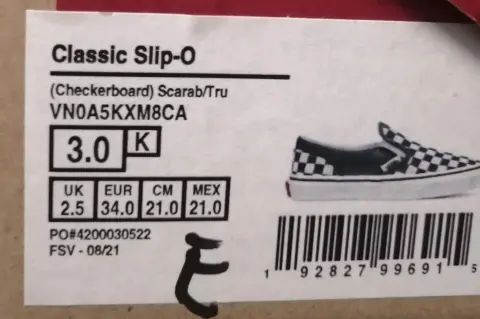 Classic Slip-O
(Checkerboard) Scarab/Tru
VN0A5KXM8CA
3.0 K
UK EUR CM MEX
2.5 34.0 21.0 21.0
PO#4200030522
FSV - 08/21
1 92827 99691 5